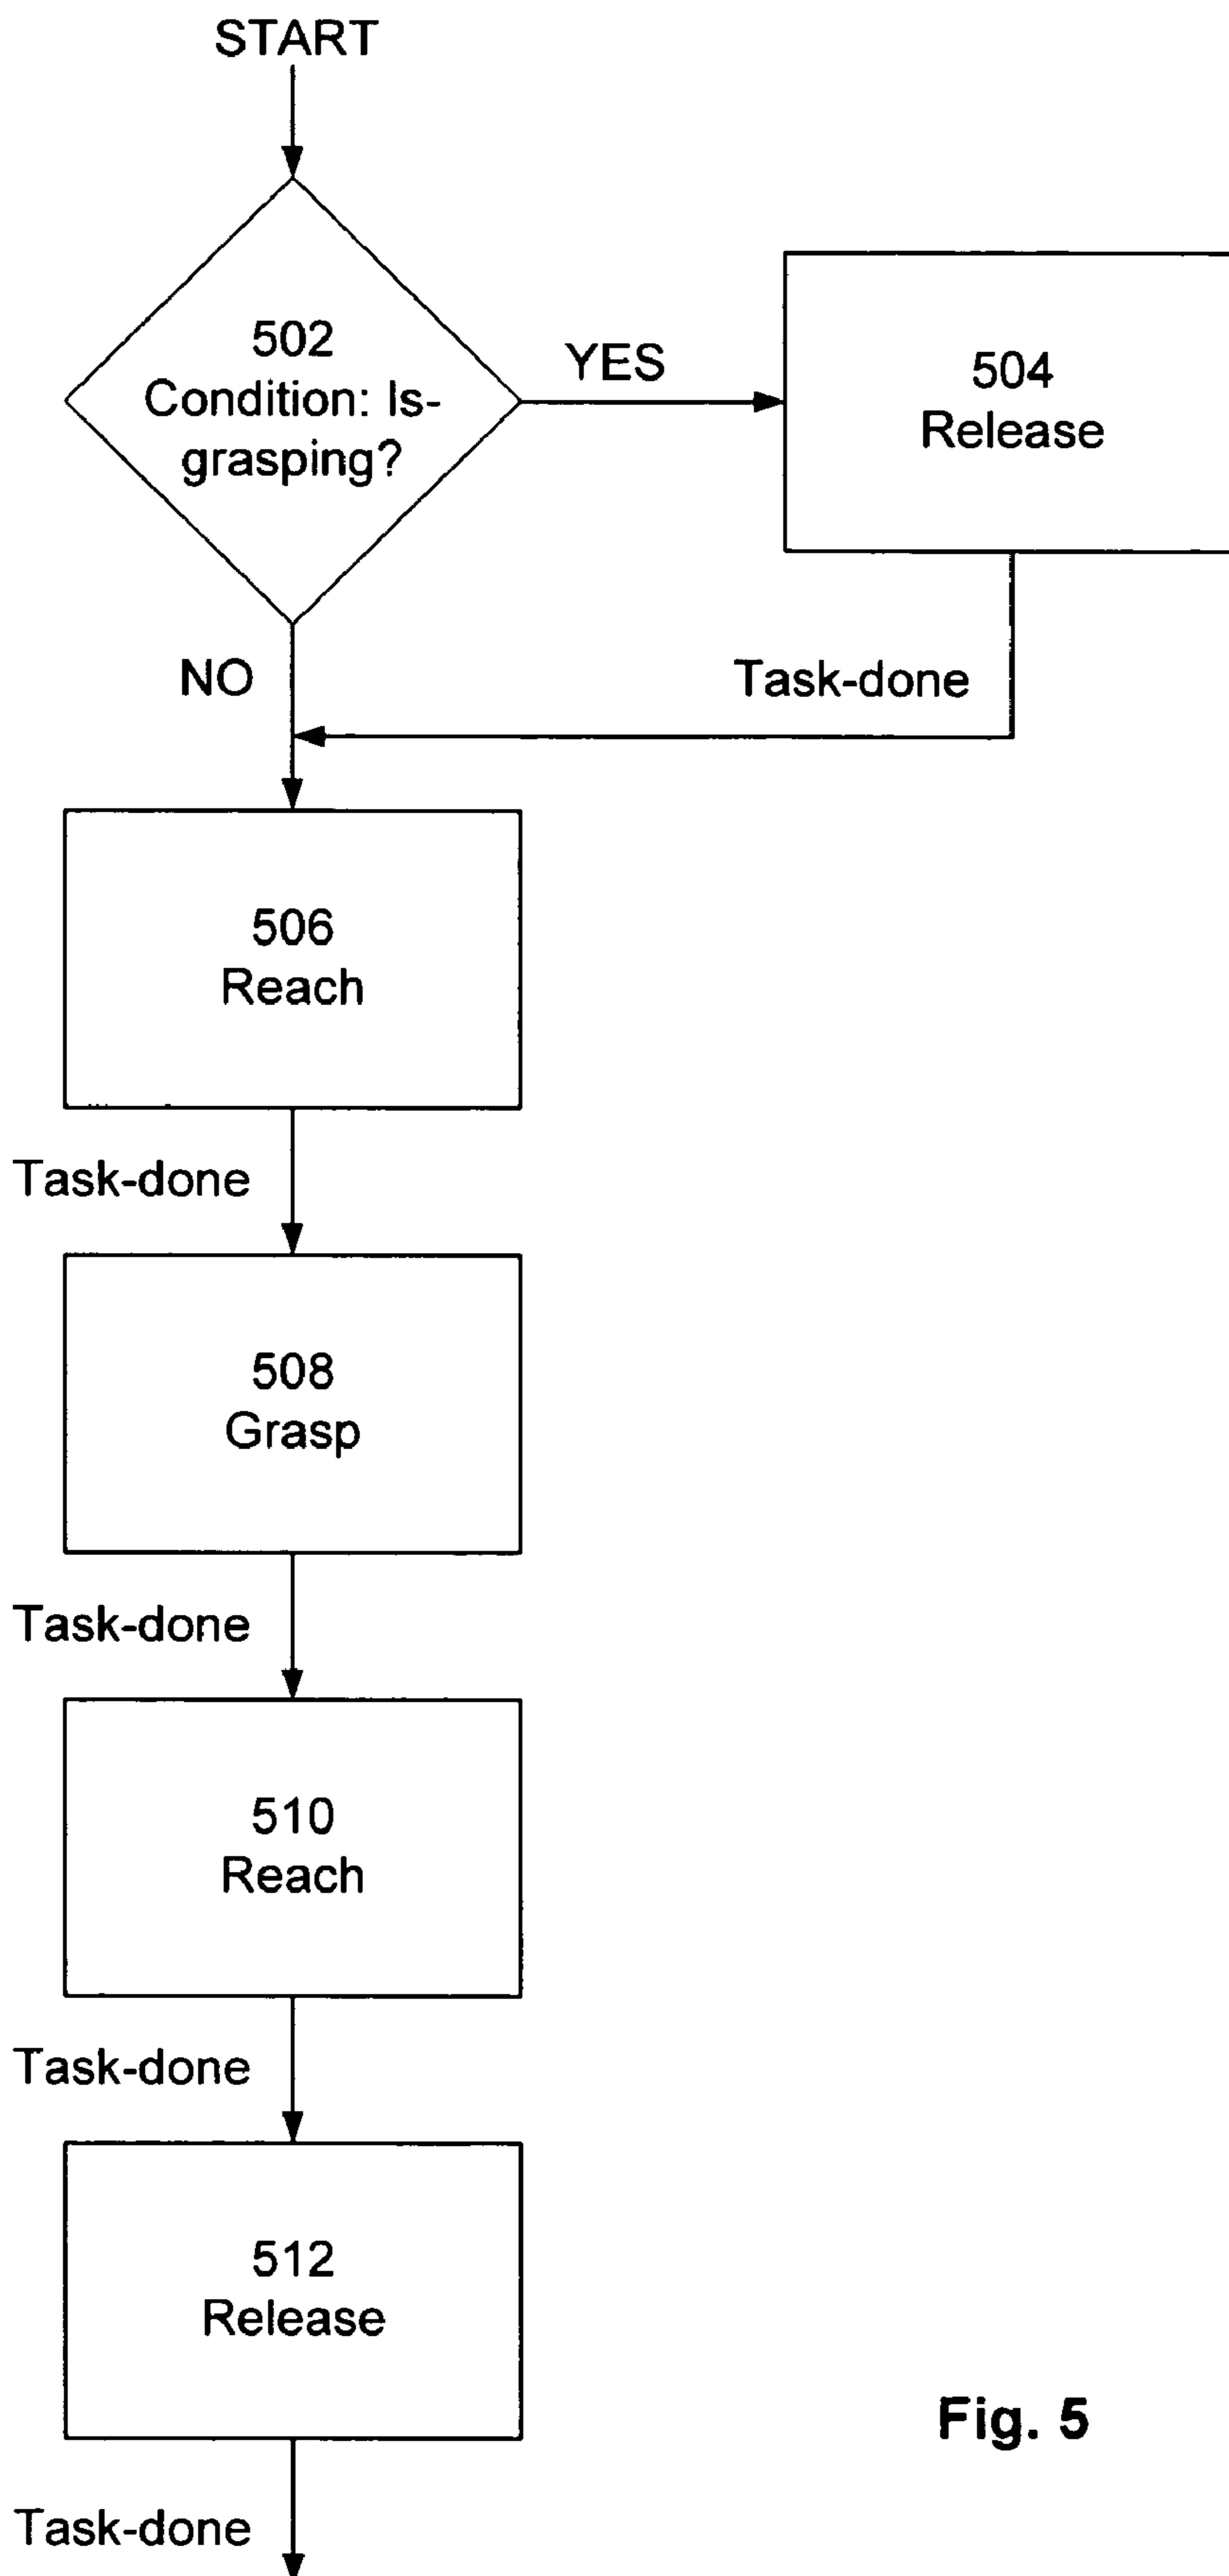 START
502
Condition: Is-
grasping?
YES
504
Release
NO
Task-done
506
Reach
Task-done
508
Grasp
Task-done
510
Reach
Task-done
512
Release
Fig. 5
Task-done